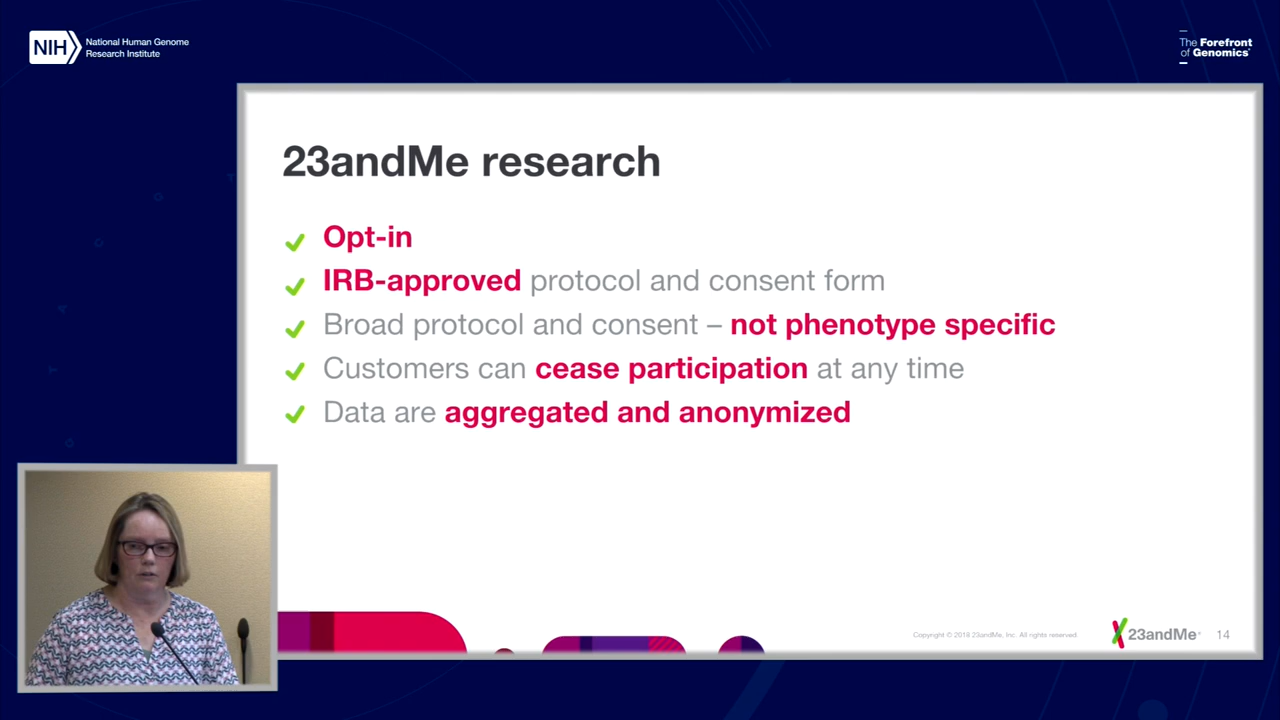 NIH
National Human Genome
Research Institute
The Forefront
of Genomics®
23andMe research
Opt-in
IRB-approved protocol and consent form
Broad protocol and consent – not phenotype specific
Customers can cease participation at any time
Data are aggregated and anonymized
Copyright © 2019 23andMe, Inc. All rights reserved.
23andMe
14